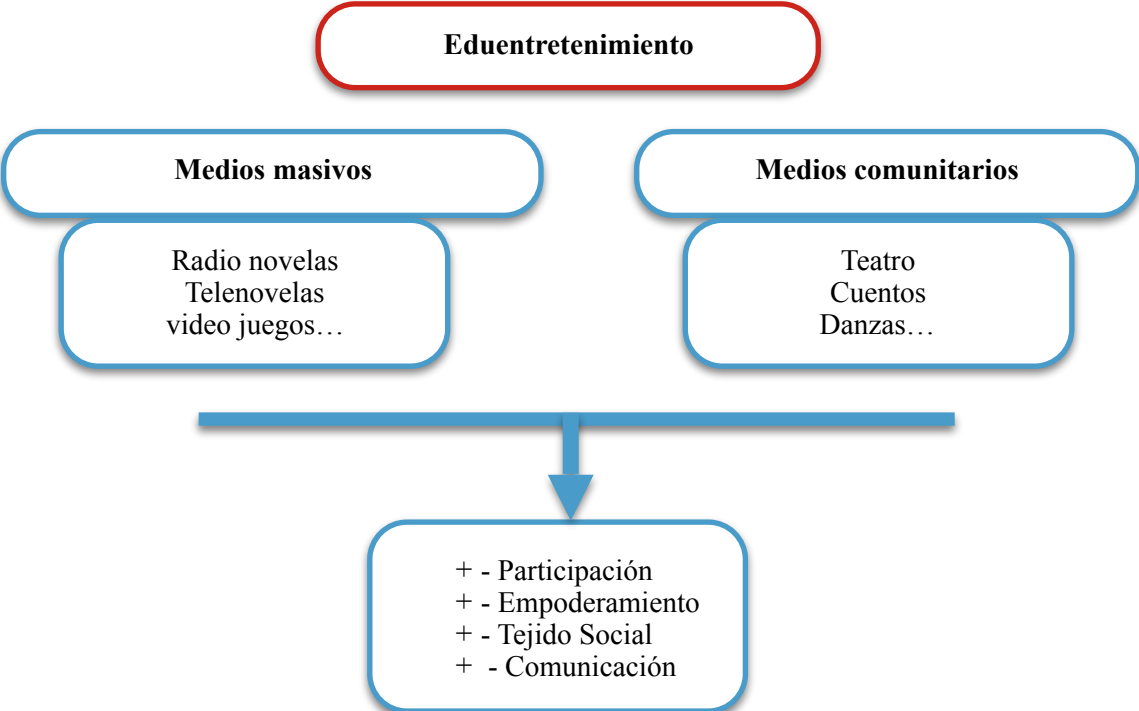 Eduentretenimiento
Medios masivos
Radio novelas
Telenovelas
video juegos…
Medios comunitarios
Teatro
Cuentos
Danzas…
+ - Participación
+ - Empoderamiento
+ - Tejido Social
+  - Comunicación